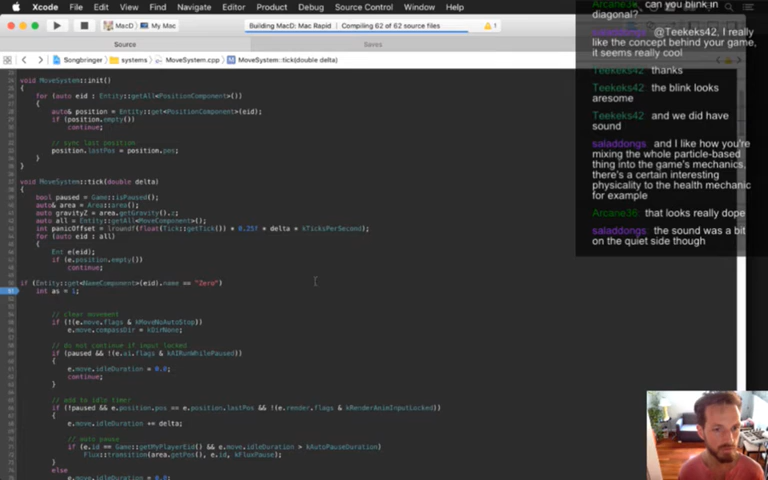 Xcode File Edit View Find Navigate Editor Product Debug Source Control Window Help
MacD My Mac
Building MacD: Mac Rapid | Compiling 62 of 62 source files
1
Source
Saves
Songbringer systems MoveSystem.cpp MoveSystem::tick(double delta)
void MoveSystem::init()
{
for (auto eid : Entity::getAll<PositionComponent>())
{
auto& position = Entity::get<PositionComponent>(eid);
if (position.empty())
continue;
// sync last position
position.lastPos = position.pos;
}
}
void MoveSystem::tick(double delta)
{
bool paused = Game::isPaused();
auto& area = Area::area();
auto gravityZ = area.getGravity().z;
auto all = Entity::getAll<MoveComponent>();
int panicOffset = lroundf(float(Tick::getTick()) * 0.25f * delta * kTicksPerSecond);
for (auto eid : all)
{
Ent e(eid);
if (e.position.empty())
continue;
if (Entity::get<NameComponent>(eid).name == "Zero")
int as = 1;
// clear movement
if (!(e.move.flags & kMoveNoAutoStop))
e.move.compassDir = kDirNone;
// do not continue if input locked
if (paused && !(e.ai.flags & kAIRunWhilePaused))
{
e.move.idleDuration = 0.0;
continue;
}
// add to idle timer
if (!paused && e.position.pos == e.position.lastPos && !(e.render.flags & kRenderAnimInputLocked))
{
e.move.idleDuration += delta;
// auto pause
if (e.id == Game::getMyPlayerEid() && e.move.idleDuration > kAutoPauseDuration)
Flux::transition(area.getPos(), e.id, kFluxPause);
}
else
e.move.idleDuration = 0.0;
Arcane36: can you blink in
diagonal?
saladdongs: @Teekeks42, I really
like the concept behind your game,
it seems really cool
Teekeks42: thanks
Teekeks42: the blink looks
aresome
Teekeks42: and we did have
sound
saladdongs: and I like how you're
mixing the whole particle-based
thing into the game's mechanics,
there's a certain interesting
physicality to the health mechanic
for example
Arcane36: that looks really dope
saladdongs: the sound was a bit
on the quiet side though